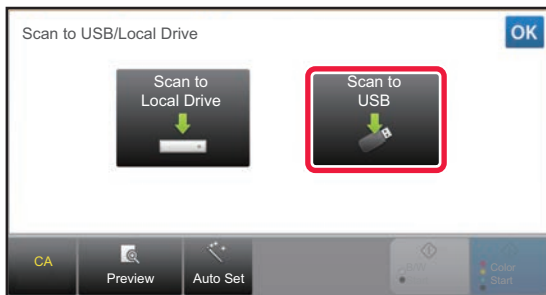 Scan to USB/Local Drive
OK
Scan to
Local Drive
Scan to
USB
CA
Preview
Auto Set
B/W
Start
Color
Start